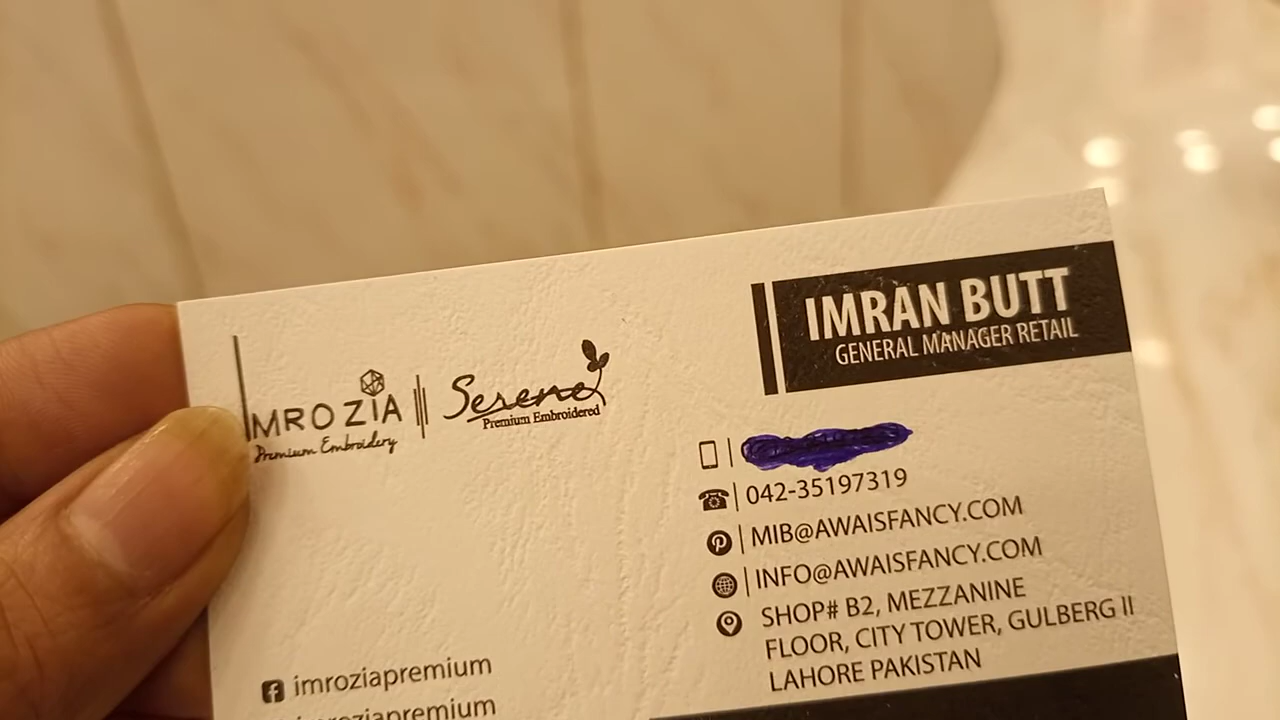 IMROZIA
Premium Embroidery
Serene
Premium Embroidered
IMRAN BUTT
GENERAL MANAGER RETAIL
042-35197319
MIB@AWAISFANCY.COM
INFO@AWAISFANCY.COM
SHOP# B2, MEZZANINE
FLOOR, CITY TOWER, GULBERG II
LAHORE PAKISTAN
imroziapremium
imroziapremium